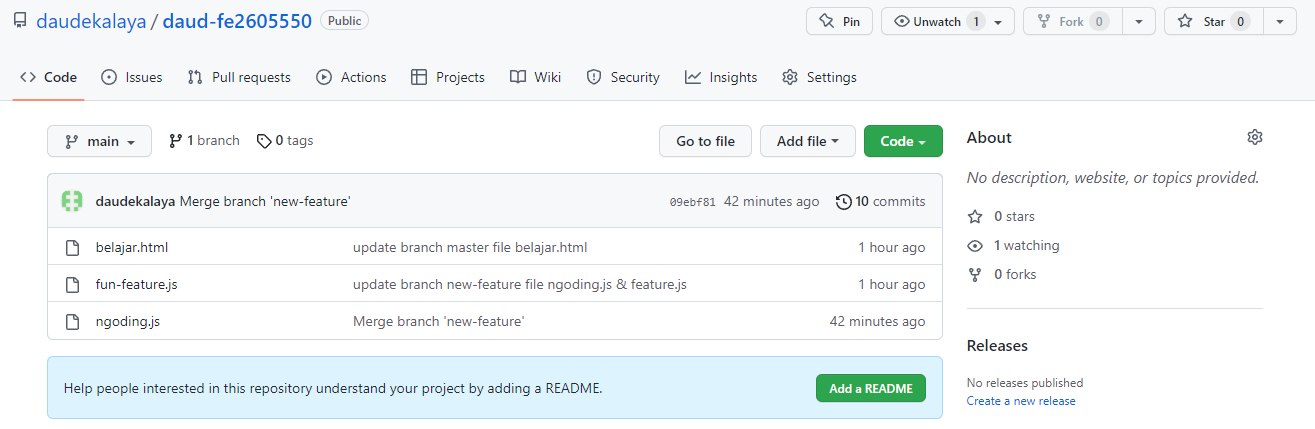 daudekalaya / daud-fe2605550 Public Pin Unwatch 1 Fork 0 Star 0
Code Issues Pull requests Actions Projects Wiki Security Insights Settings
main 1 branch 0 tags Go to file Add file Code
daudekalaya Merge branch 'new-feature' 09ebf81 42 minutes ago 10 commits
belajar.html update branch master file belajar.html 1 hour ago
fun-feature.js update branch new-feature file ngoding.js & feature.js 1 hour ago
ngoding.js Merge branch 'new-feature' 42 minutes ago
Help people interested in this repository understand your project by adding a README. Add a README
About
No description, website, or topics provided.
0 stars
1 watching
0 forks
Releases
No releases published
Create a new release